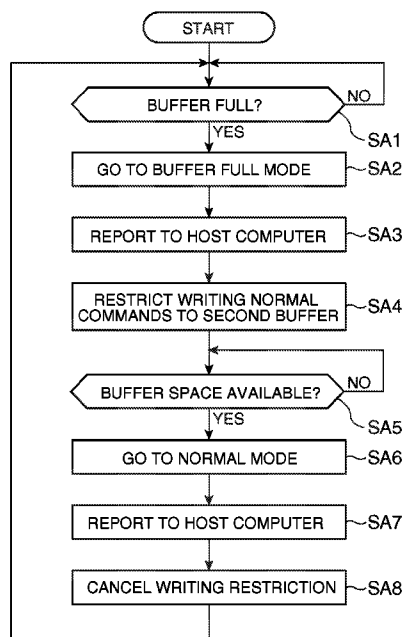 START
BUFFER FULL?
NO
SA1
YES
GO TO BUFFER FULL MODE
SA2
REPORT TO HOST COMPUTER
SA3
RESTRICT WRITING NORMAL
COMMANDS TO SECOND BUFFER
SA4
BUFFER SPACE AVAILABLE?
NO
SA5
YES
GO TO NORMAL MODE
SA6
REPORT TO HOST COMPUTER
SA7
CANCEL WRITING RESTRICTION
SA8